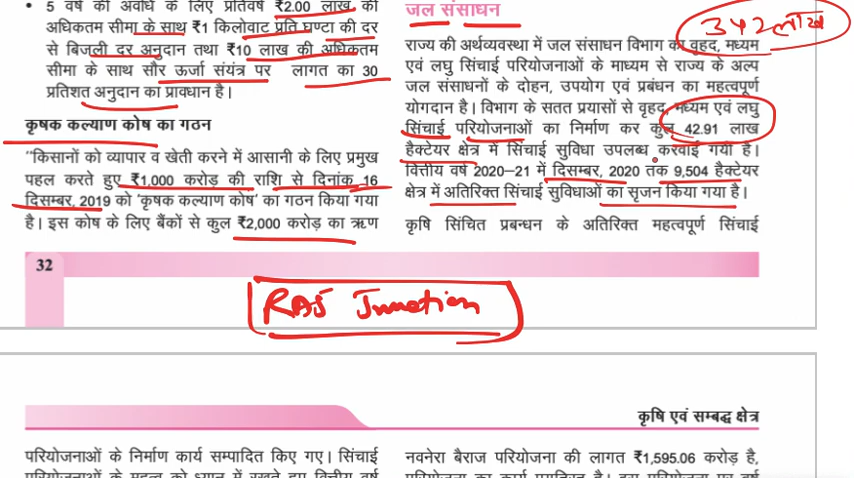 • 5 वर्ष की अवधि के लिए प्रतिवर्ष ₹2.00 लाख की
अधिकतम सीमा के साथ ₹1 किलोवाट प्रति घण्टा की दर
से बिजली दर अनुदान तथा ₹10 लाख की अधिकतम
सीमा के साथ सौर ऊर्जा संयंत्र पर लागत का 30
प्रतिशत अनुदान का प्रावधान है।
कृषक कल्याण कोष का गठन
"किसानों को व्यापार व खेती करने में आसानी के लिए प्रमुख
पहल करते हुए ₹1,000 करोड़ की राशि से दिनांक 16
दिसम्बर, 2019 को 'कृषक कल्याण कोष' का गठन किया गया
है। इस कोष के लिए बैंकों से कुल ₹2,000 करोड़ का ऋण
जल संसाधन
342 लाख
राज्य की अर्थव्यवस्था में जल संसाधन विभाग का वृहद, मध्यम
एवं लघु सिंचाई परियोजनाओं के माध्यम से राज्य के अल्प
जल संसाधनों के दोहन, उपयोग एवं प्रबंधन का महत्वपूर्ण
योगदान है। विभाग के सतत प्रयासों से वृहद, मध्यम एवं लघु
सिंचाई परियोजनाओं का निर्माण कर कुल 42.91 लाख
हैक्टेयर क्षेत्र में सिंचाई सुविधा उपलब्ध करवाई गयी है।
वित्तीय वर्ष 2020-21 में दिसम्बर, 2020 तक 9,504 हैक्टेयर
क्षेत्र में अतिरिक्त सिंचाई सुविधाओं का सृजन किया गया है।
कृषि सिंचित प्रबन्धन के अतिरिक्त महत्वपूर्ण सिंचाई
32
RAS Junction
कृषि एवं सम्बद्ध क्षेत्र
परियोजनाओं के निर्माण कार्य सम्पादित किए गए। सिंचाई
परियोजनाओं के महत्व को ध्यान में रखते हुए वित्तीय वर्ष
नवनेरा बैराज परियोजना की लागत ₹1,595.06 करोड़ है,